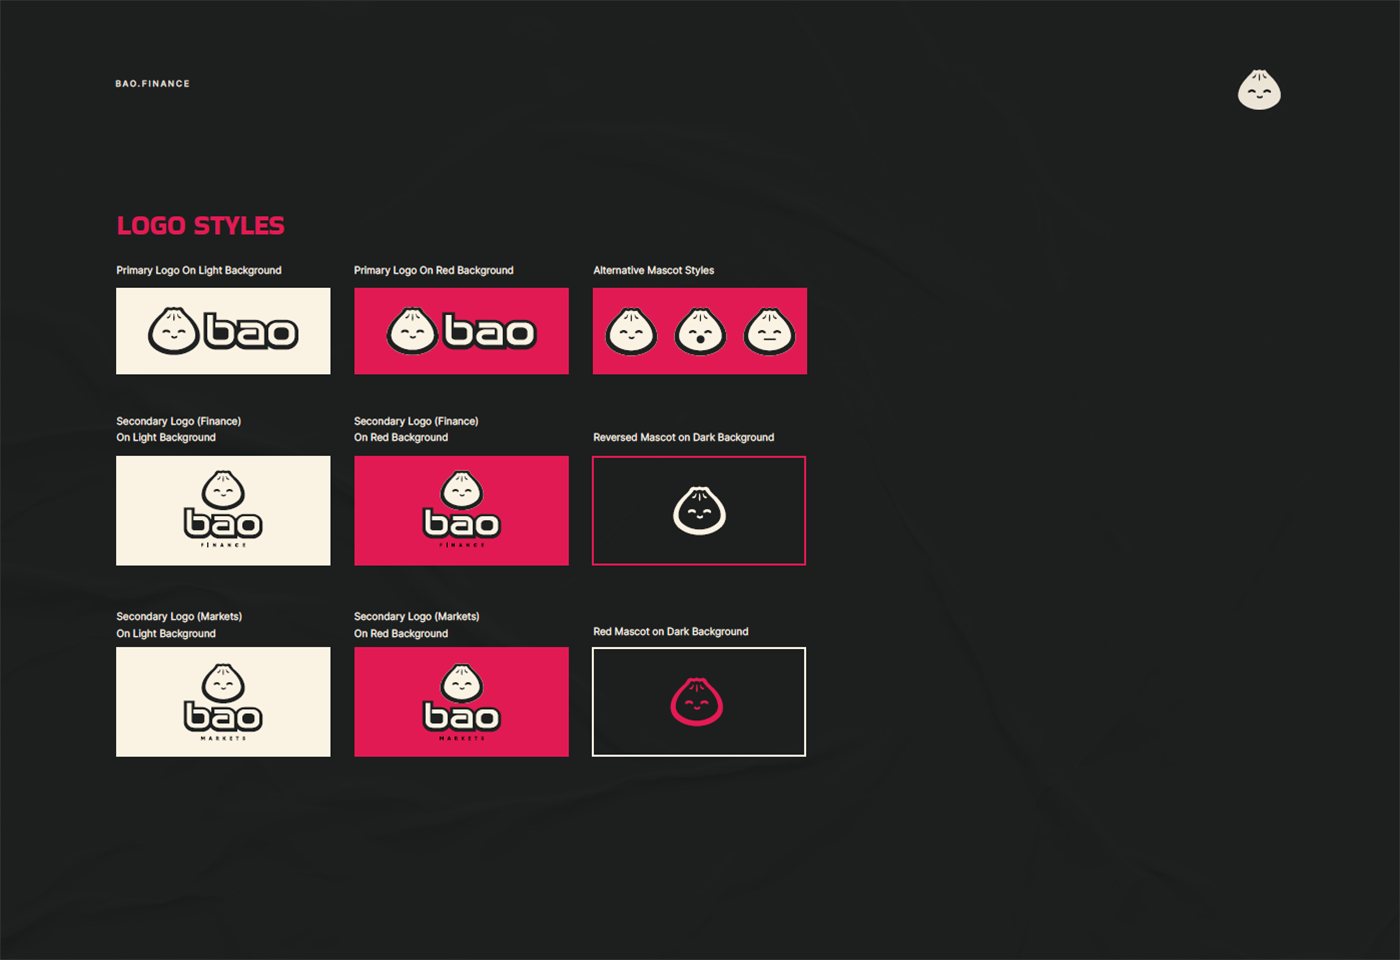 BAO.FINANCE
LOGO STYLES
Primary Logo On Light Background
Primary Logo On Red Background
Alternative Mascot Styles
bao
bao
Secondary Logo (Finance)
On Light Background
Secondary Logo (Finance)
On Red Background
Reversed Mascot on Dark Background
bao
FINANCE
bao
FINANCE
Secondary Logo (Markets)
On Light Background
Secondary Logo (Markets)
On Red Background
Red Mascot on Dark Background
bao
MARKETS
bao
MARKETS